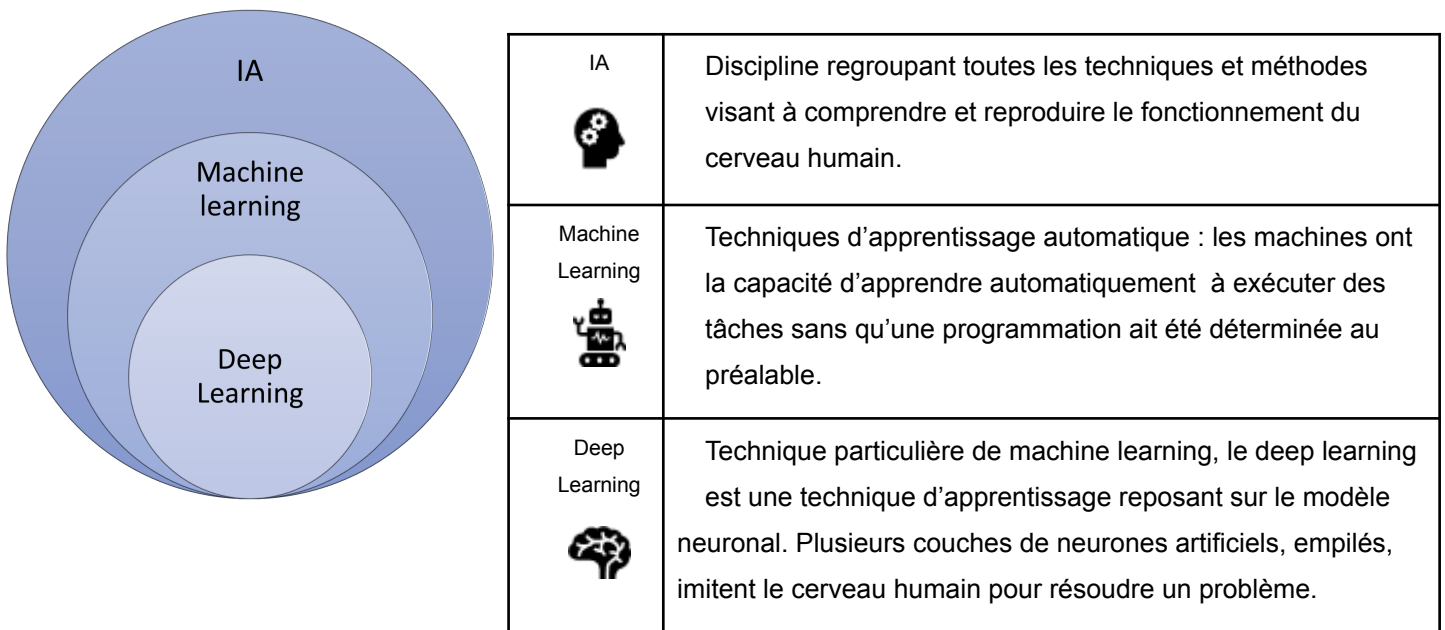 IA
Machine
learning
Deep
Learning
IA
Discipline regroupant toutes les techniques et méthodes
visant à comprendre et reproduire le fonctionnement du
cerveau humain.
Machine
Learning
Techniques d’apprentissage automatique : les machines ont
la capacité d’apprendre automatiquement  à exécuter des
tâches sans qu’une programmation ait été déterminée au
préalable.
Deep
Learning
Technique particulière de machine learning, le deep learning
est une technique d’apprentissage reposant sur le modèle
neuronal. Plusieurs couches de neurones artificiels, empilés,
imitent le cerveau humain pour résoudre un problème.